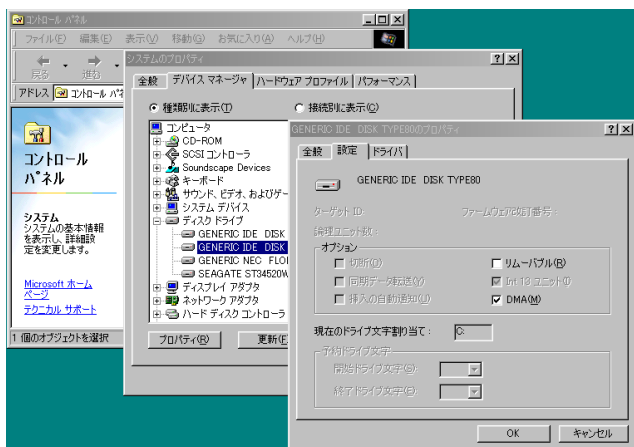 コントロール パネル
ファイル(F) 編集(E) 表示(V) 移動(G) お気に入り(A) ヘルプ(H)
戻る 進む
アドレス コントロール パネ
コントロール
パネル
システム
システムの基本情報
を表示し、詳細設
定を変更します。
Microsoft ホーム
ページ
テクニカル サポート
1 個のオブジェクトを選択
システムのプロパティ
全般 デバイス マネージャ ハードウェア プロファイル パフォーマンス
種類別に表示(T) 接続別に表示(C)
コンピュータ
CD-ROM
SCSI コントローラ
Soundscape Devices
キーボード
サウンド、ビデオ、およびゲー
システム デバイス
ディスク ドライブ
GENERIC IDE DISK
GENERIC IDE DISK
GENERIC NEC FLO
SEAGATE ST34520W
ディスプレイ アダプタ
ネットワーク アダプタ
ハード ディスク コントローラ
プロパティ(R) 更新(E
GENERIC IDE DISK TYPE80のプロパティ
全般 設定 ドライバ
GENERIC IDE DISK TYPE80
ターゲット ID: ファームウェア改訂番号:
論理ユニット数:
オプション
切断(D) リムーバブル(B)
同期データ転送(Y) Int 13 ユニット(I)
挿入の自動通知(U) DMA(M)
現在のドライブ文字割り当て: C:
予約ドライブ文字
開始ドライブ文字(S):
終了ドライブ文字(E):
OK キャンセル